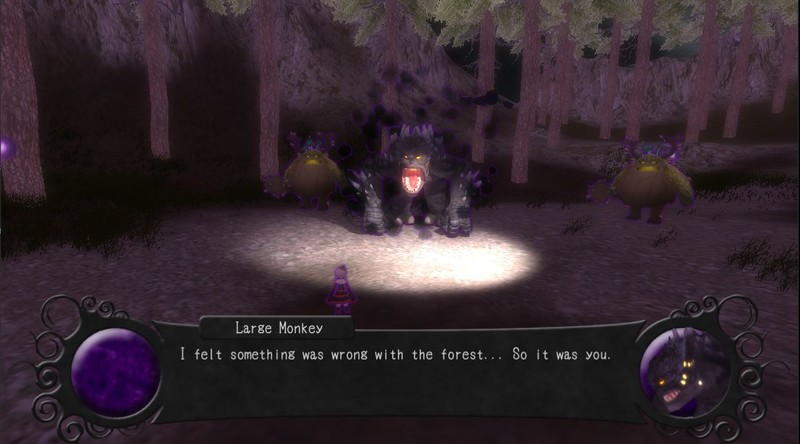 Large Monkey
I felt something was wrong with the forest... So it was you.